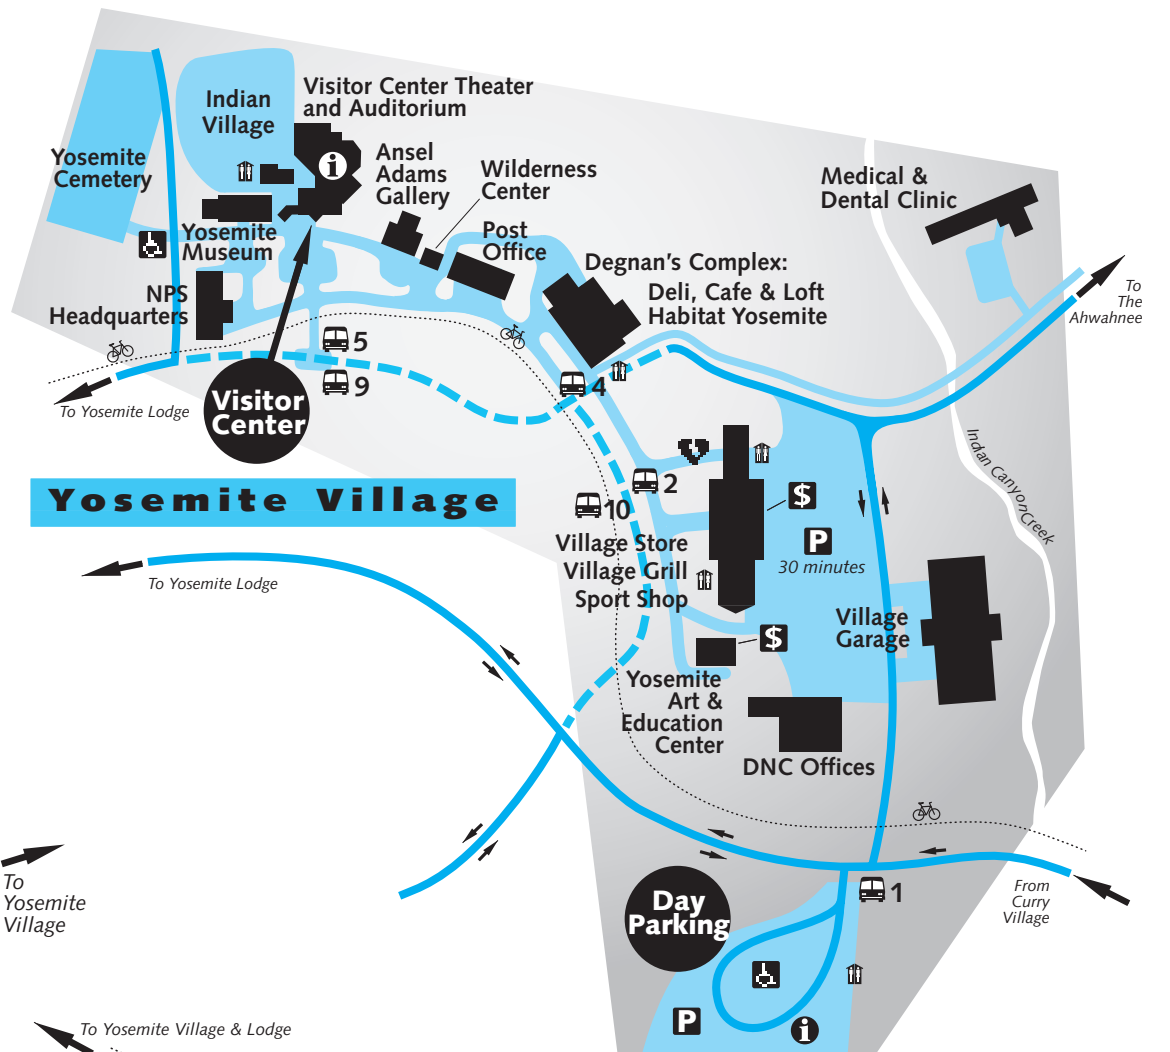 Visitor Center Theater
and Auditorium
Indian
Village
Yosemite
Cemetery
Ansel
Adams
Gallery
Wilderness
Center
Post
Office
Medical &
Dental Clinic
Yosemite
Museum
NPS
Headquarters
Degnan's Complex:
Deli, Cafe & Loft
Habitat Yosemite
To
The
Ahwahnee
i
5
9
4
To Yosemite Lodge
Visitor
Center
Yosemite Village
2
10
$
P
30 minutes
Indian Canyon Creek
Village Store
Village Grill
Sport Shop
To Yosemite Lodge
Village
Garage
$
Yosemite
Art &
Education
Center
DNC Offices
To
Yosemite
Village
Day
Parking
1
From
Curry
Village
P
i
To Yosemite Village & Lodge